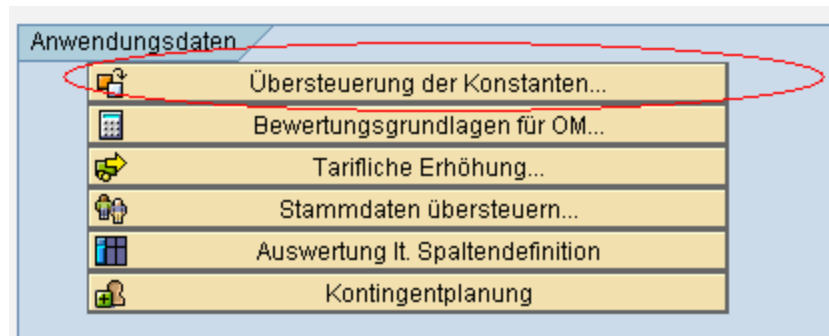 Anwendungsdaten
Übersteuerung der Konstanten...
Bewertungsgrundlagen für OM...
Tarifliche Erhöhung...
Stammdaten übersteuern...
Auswertung lt. Spaltendefinition
Kontingentplanung